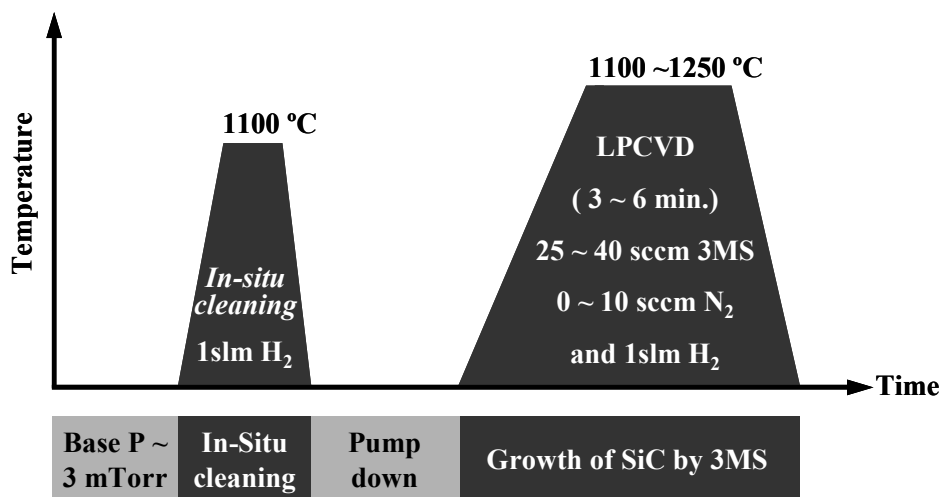 Temperature
1100 ºC
In-situ
cleaning
1slm H₂
1100 ~1250 ºC
LPCVD
( 3 ~ 6 min.)
25 ~ 40 sccm 3MS
0 ~ 10 sccm N₂
and 1slm H₂
Time
Base P ~
3 mTorr
In-Situ
cleaning
Pump
down
Growth of SiC by 3MS